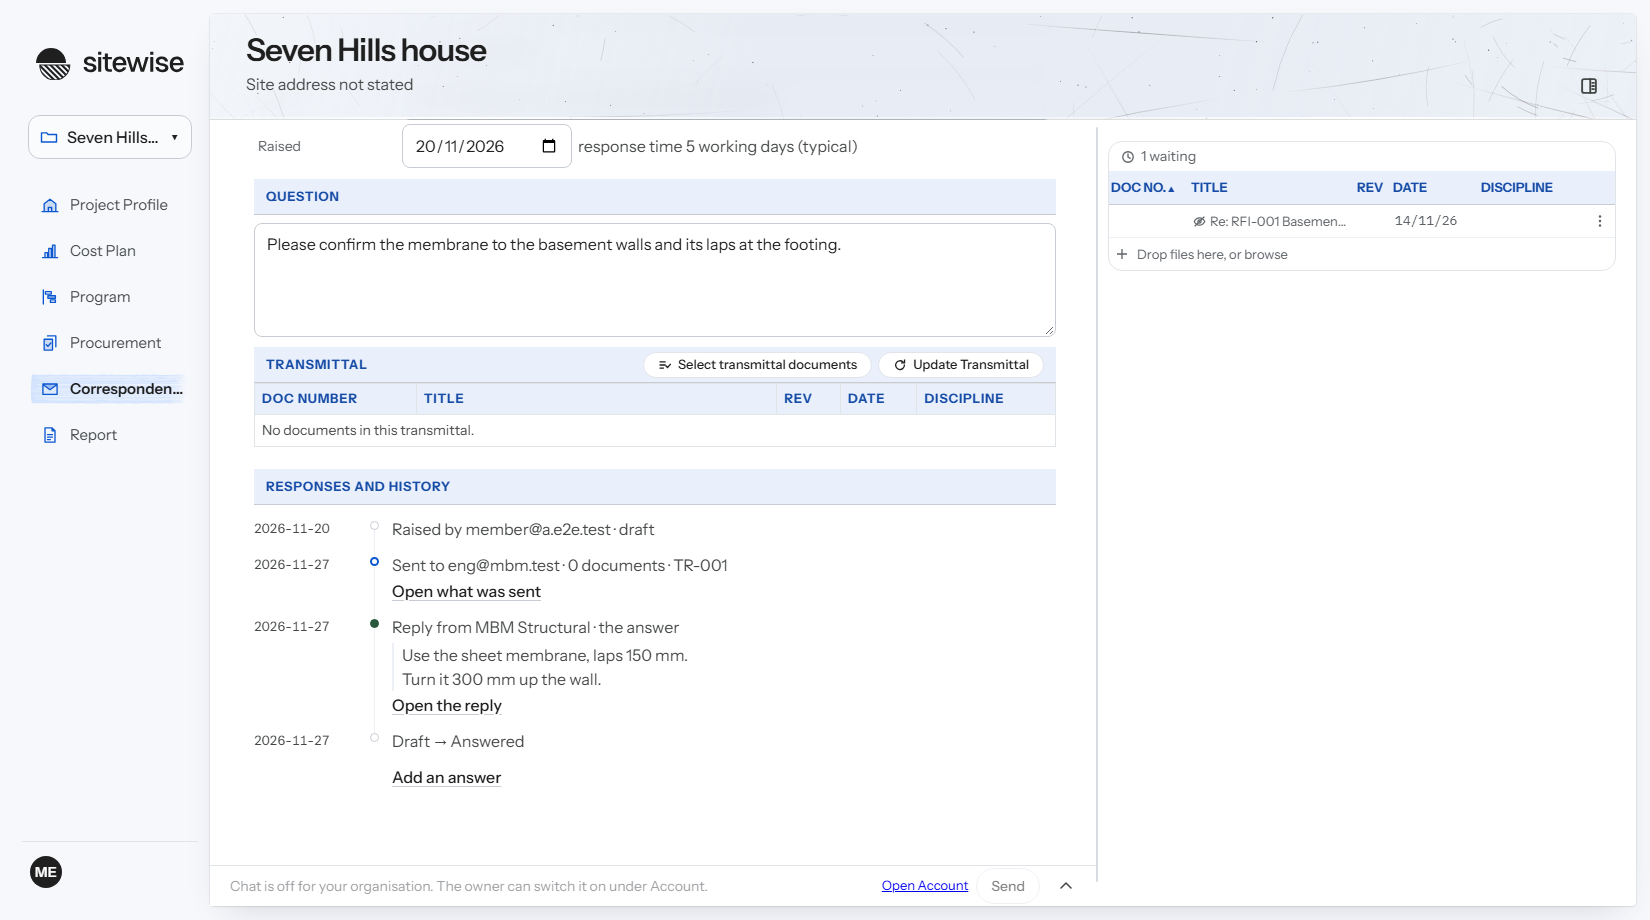 sitewise
Seven Hills...
Project Profile
Cost Plan
Program
Procurement
Corresponden...
Report
ME
Seven Hills house
Site address not stated
Raised
20/11/2026
response time 5 working days (typical)
QUESTION
Please confirm the membrane to the basement walls and its laps at the footing.
TRANSMITTAL
Select transmittal documents
Update Transmittal
DOC NUMBER TITLE REV DATE DISCIPLINE
No documents in this transmittal.
RESPONSES AND HISTORY
2026-11-20 Raised by member@a.e2e.test · draft
2026-11-27 Sent to eng@mbm.test · 0 documents · TR-001
Open what was sent
2026-11-27 Reply from MBM Structural · the answer
Use the sheet membrane, laps 150 mm.
Turn it 300 mm up the wall.
Open the reply
2026-11-27 Draft → Answered
Add an answer
Chat is off for your organisation. The owner can switch it on under Account.
Open Account
Send
1 waiting
DOC NO. TITLE REV DATE DISCIPLINE
Re: RFI-001 Basemen... 14/11/26
Drop files here, or browse